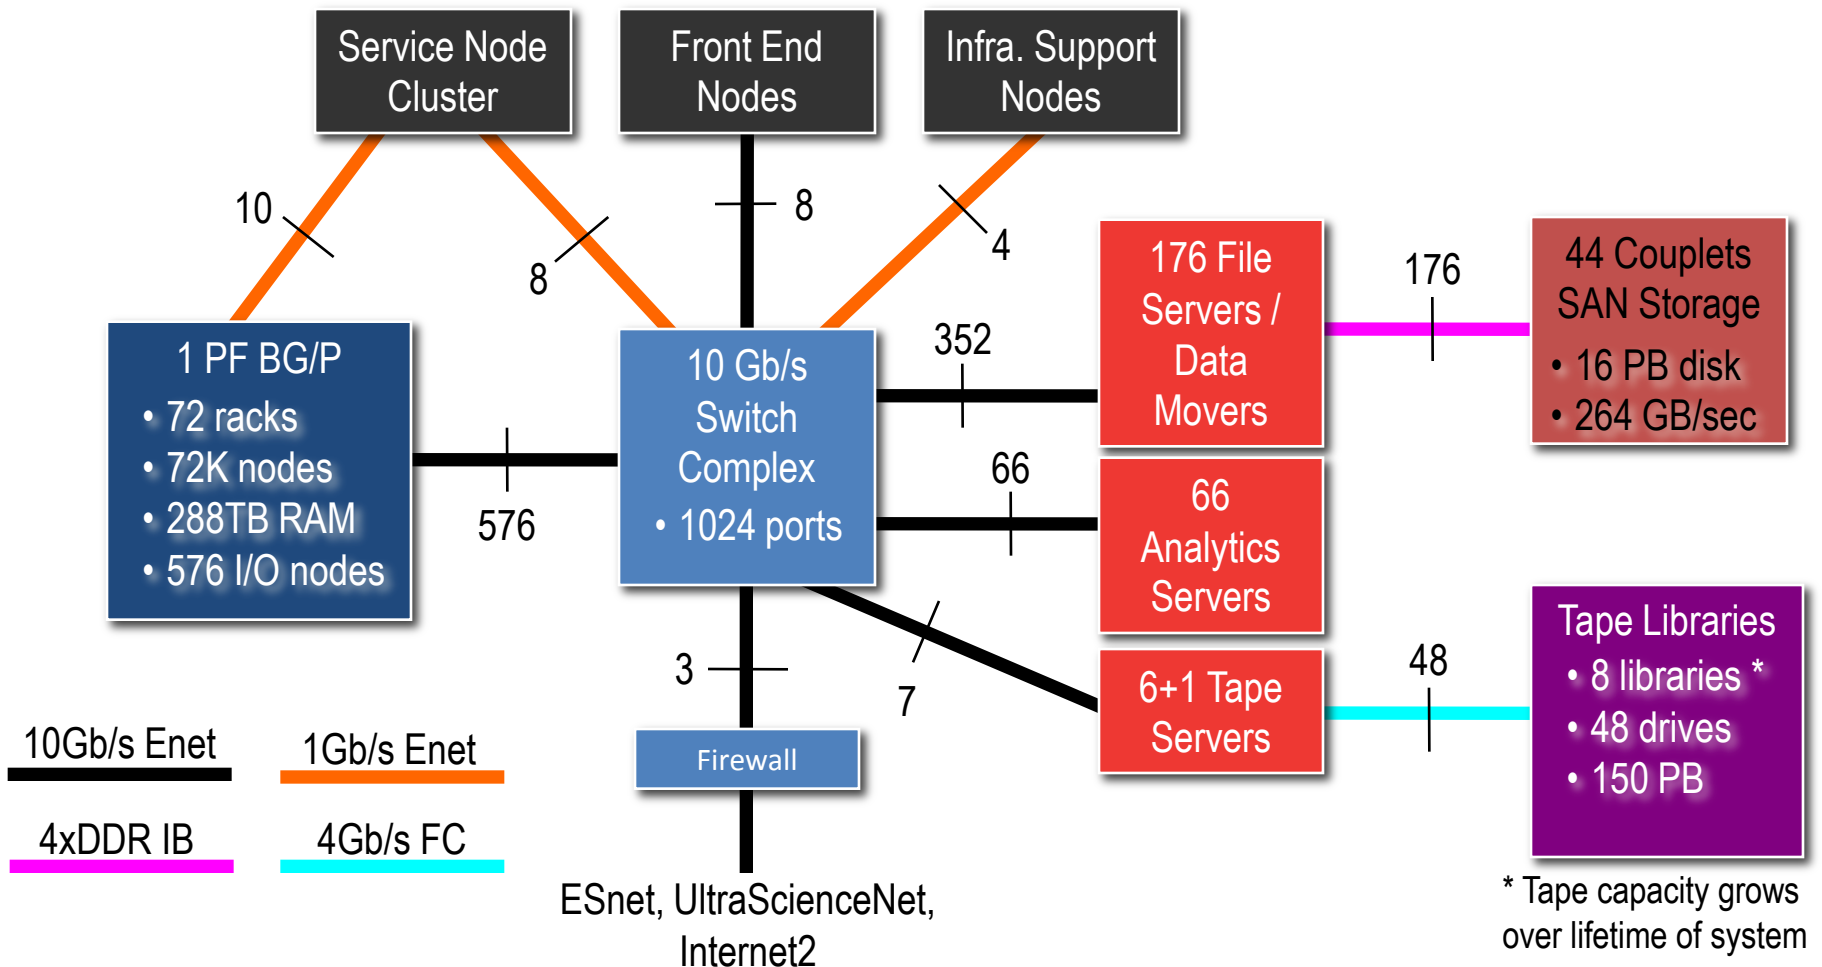 Service Node
Cluster
Front End
Nodes
Infra. Support
Nodes
10
8
8
4
1 PF BG/P
• 72 racks
• 72K nodes
• 288TB RAM
• 576 I/O nodes
576
10 Gb/s
Switch
Complex
• 1024 ports
352
66
7
3
176 File
Servers /
Data
Movers
176
44 Couplets
SAN Storage
• 16 PB disk
• 264 GB/sec
66
Analytics
Servers
6+1 Tape
Servers
48
Tape Libraries
• 8 libraries *
• 48 drives
• 150 PB
* Tape capacity grows
over lifetime of system
Firewall
ESnet, UltraScienceNet,
Internet2
10Gb/s Enet
1Gb/s Enet
4xDDR IB
4Gb/s FC